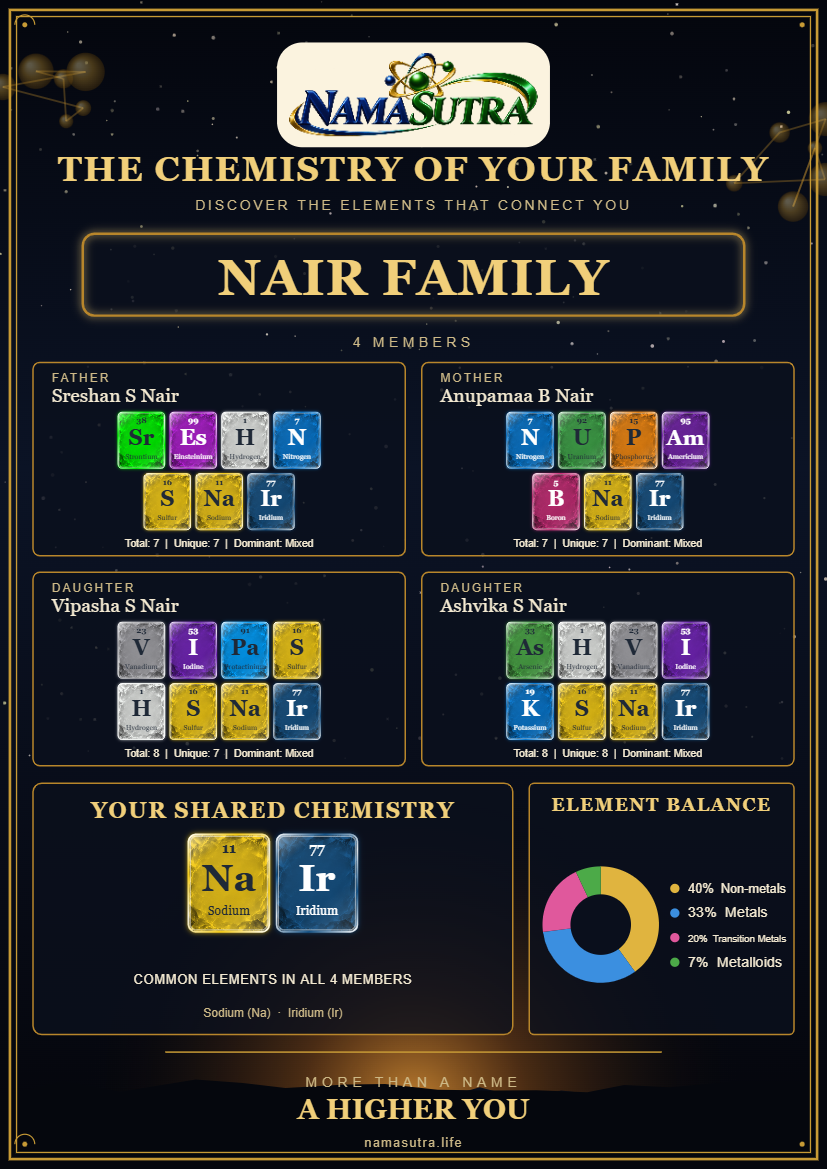 NAMASUTRA
THE CHEMISTRY OF YOUR FAMILY
DISCOVER THE ELEMENTS THAT CONNECT YOU
NAIR FAMILY
4 MEMBERS
FATHER
Sreshan S Nair
38 99 1 7
Sr Es H N
Strontium Einsteinium Hydrogen Nitrogen
16 11 77
S Na Ir
Sulfur Sodium Iridium
Total: 7 | Unique: 7 | Dominant: Mixed
MOTHER
Anupamaa B Nair
7 92 15 95
N U P Am
Nitrogen Uranium Phosphorus Americium
5 11 77
B Na Ir
Boron Sodium Iridium
Total: 7 | Unique: 7 | Dominant: Mixed
DAUGHTER
Vipasha S Nair
23 53 91 16
V I Pa S
Vanadium Iodine Protactinium Sulfur
1 16 11 77
H S Na Ir
Hydrogen Sulfur Sodium Iridium
Total: 8 | Unique: 7 | Dominant: Mixed
DAUGHTER
Ashvika S Nair
33 1 23 53
As H V I
Arsenic Hydrogen Vanadium Iodine
19 16 11 77
K S Na Ir
Potassium Sulfur Sodium Iridium
Total: 8 | Unique: 8 | Dominant: Mixed
YOUR SHARED CHEMISTRY
11 77
Na Ir
Sodium Iridium
COMMON ELEMENTS IN ALL 4 MEMBERS
Sodium (Na) · Iridium (Ir)
ELEMENT BALANCE
40% Non-metals
33% Metals
20% Transition Metals
7% Metalloids
MORE THAN A NAME
A HIGHER YOU
namasutra.life